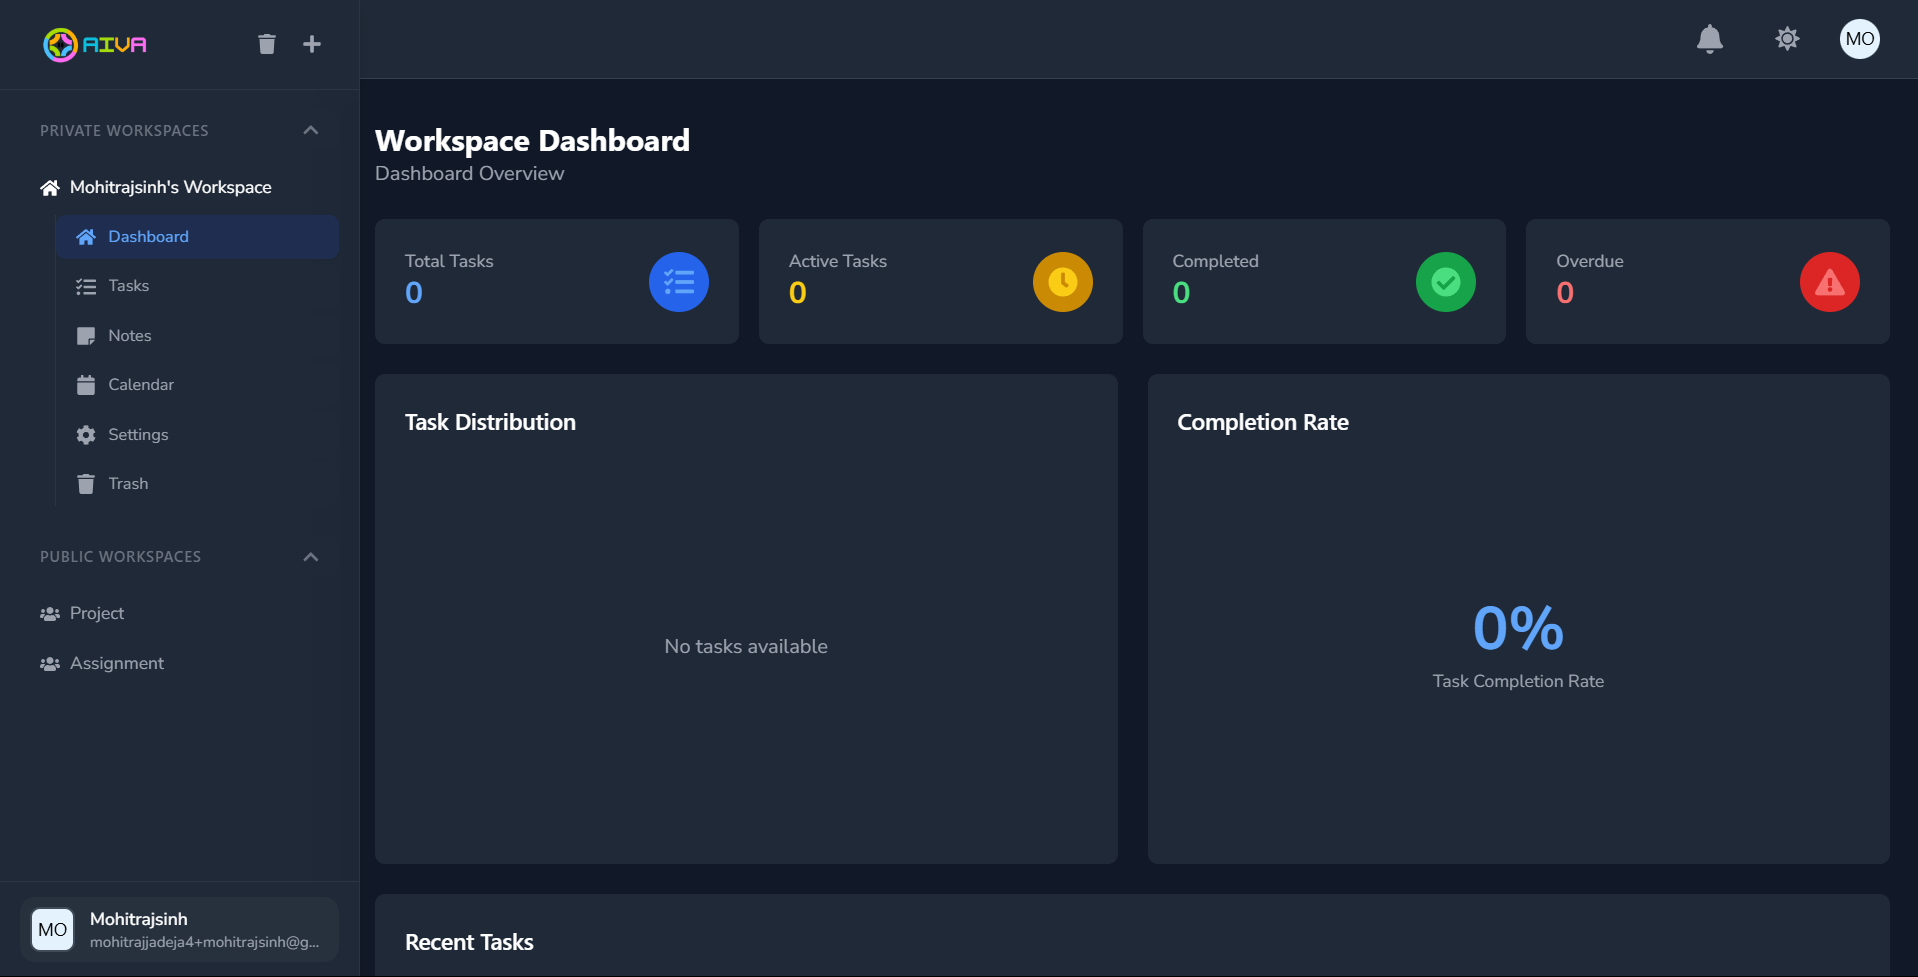 AIVA
MO
PRIVATE WORKSPACES
Mohitrajsinh's Workspace
Dashboard
Tasks
Notes
Calendar
Settings
Trash
PUBLIC WORKSPACES
Project
Assignment
MO
Mohitrajsinh
mohitrajjadeja4+mohitrajsinh@g...
Workspace Dashboard
Dashboard Overview
Total Tasks
0
Active Tasks
0
Completed
0
Overdue
0
Task Distribution
No tasks available
Completion Rate
0%
Task Completion Rate
Recent Tasks